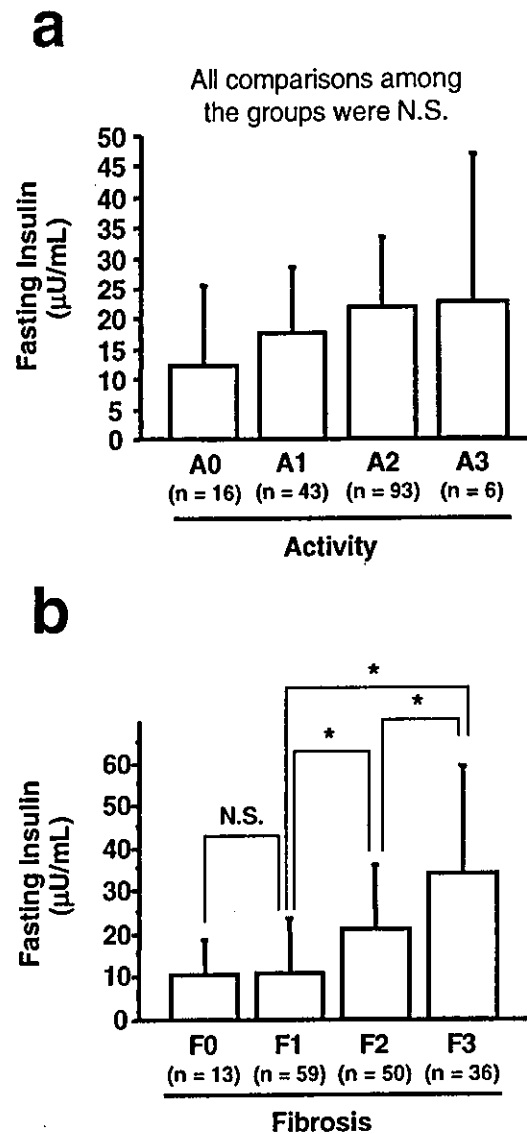 a
All comparisons among
the groups were N.S.
50
45
40
35
30
25
20
15
10
5
0
Fasting Insulin
(μU/mL)
A0 A1 A2 A3
(n = 16) (n = 43) (n = 93) (n = 6)
Activity
b
*
*
*
N.S.
60
50
40
30
20
10
0
Fasting Insulin
(μU/mL)
F0 F1 F2 F3
(n = 13) (n = 59) (n = 50) (n = 36)
Fibrosis